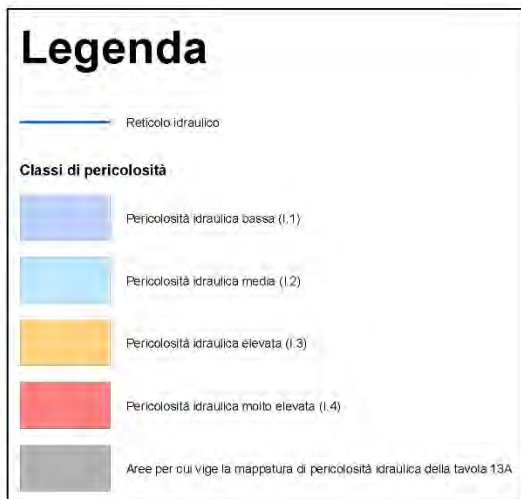 Legenda
Reticolo idraulico
Classi di pericolosità
Pericolosità idraulica bassa (I.1)
Pericolosità idraulica media (I.2)
Pericolosità idraulica elevata (I.3)
Pericolosità idraulica molto elevata (I.4)
Aree per cui vige la mappatura di pericolosità idraulica della tavola 13A